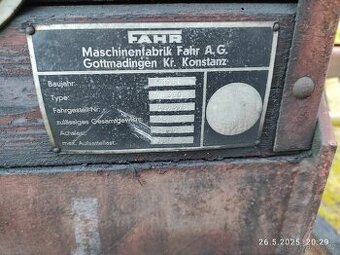 FAHR
Maschinenfabrik Fahr A.G.
Gottmadingen Kr. Konstanz
Baujahr:
Type:
Fahrgestell Nr.:
zulässiges Gesamtgewicht:
Achslast:
max. Aufsattellast:
26.5.2025 20:29